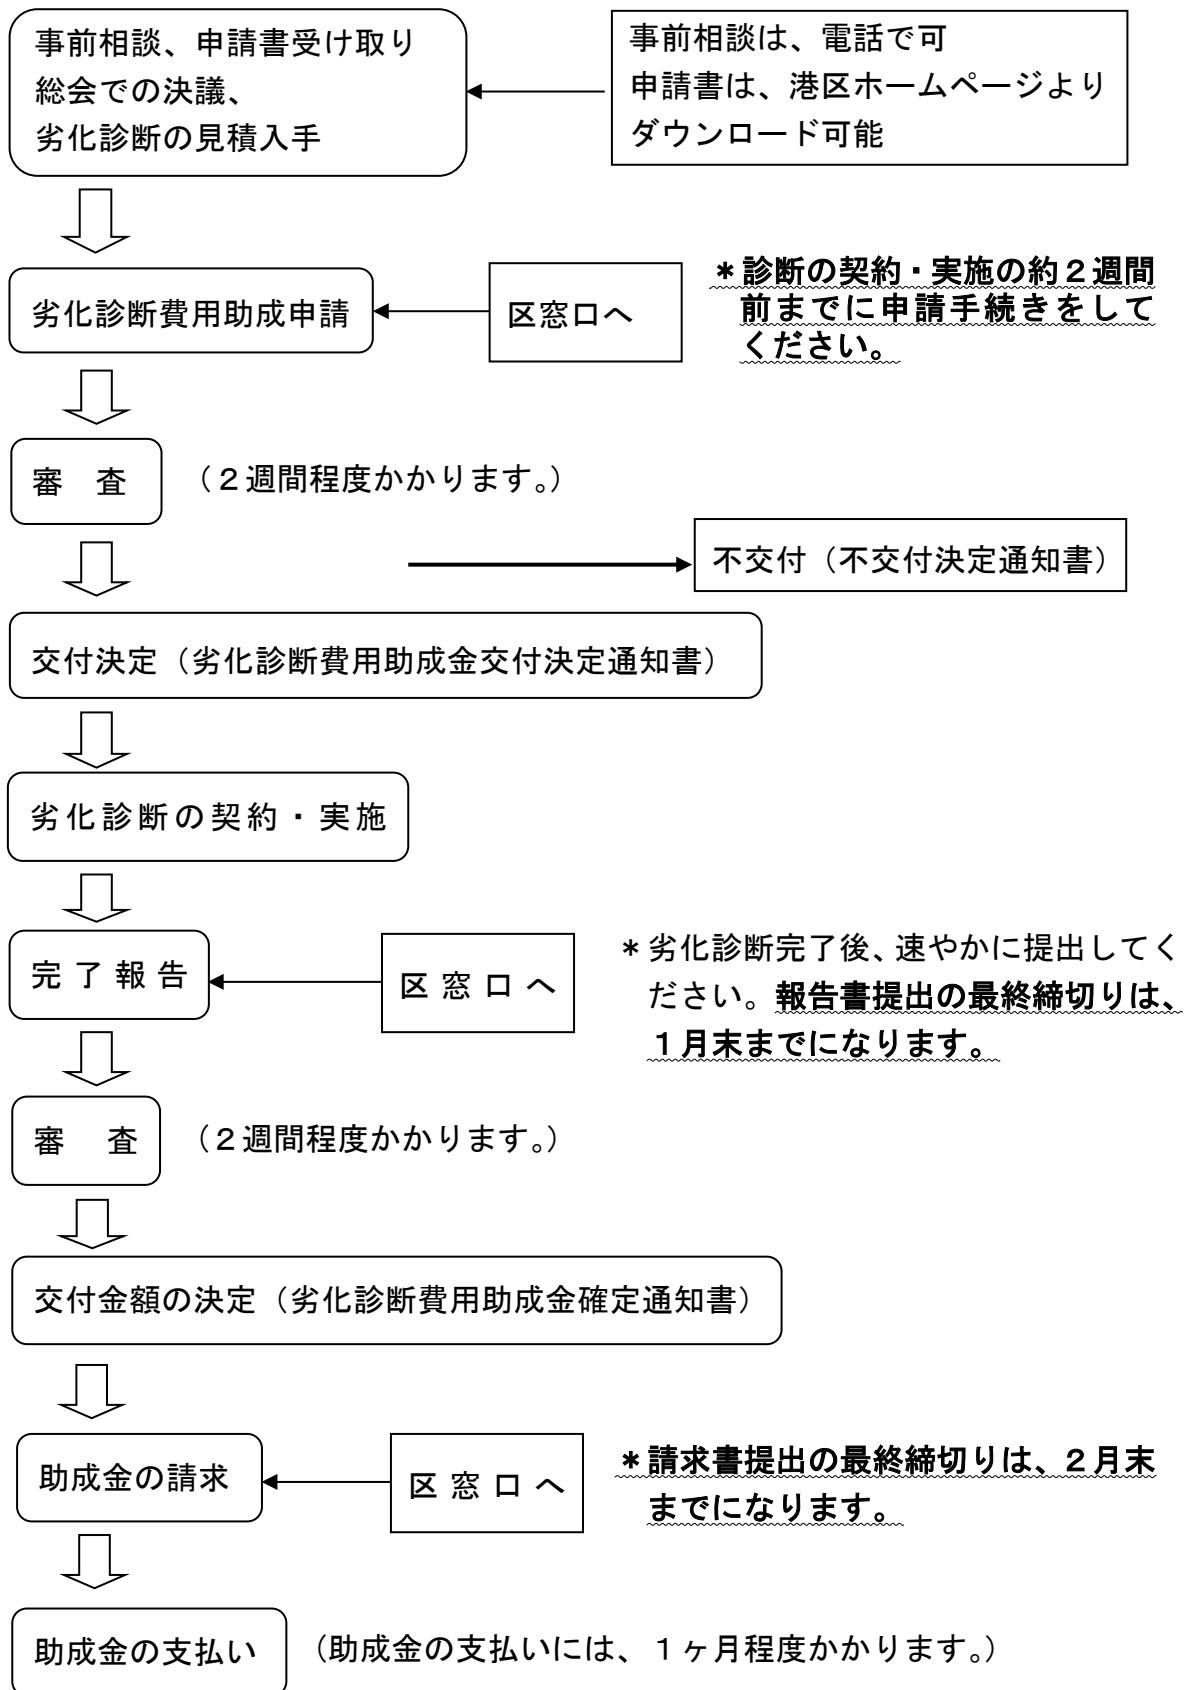 事前相談、申請書受け取り
総会での決議、
劣化診断の見積入手
事前相談は、電話で可
申請書は、港区ホームページより
ダウンロード可能
劣化診断費用助成申請
区窓口へ
＊診断の契約・実施の約２週間
前までに申請手続きをして
ください。
審　査
（２週間程度かかります。）
不交付（不交付決定通知書）
交付決定（劣化診断費用助成金交付決定通知書）
劣化診断の契約・実施
完了報告
区窓口へ
＊劣化診断完了後、速やかに提出してく
ださい。報告書提出の最終締切りは、
１月末までになります。
審　査
（２週間程度かかります。）
交付金額の決定（劣化診断費用助成金確定通知書）
助成金の請求
区窓口へ
＊請求書提出の最終締切りは、２月末
までになります。
助成金の支払い
（助成金の支払いには、１ヶ月程度かかります。）